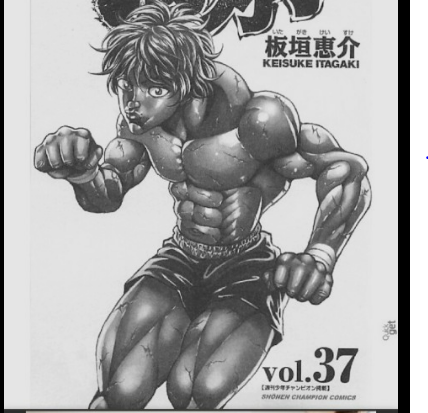 いた がき けい すけ
板垣恵介
KEISUKE ITAGAKI
vol.37
【週刊少年チャンピオン掲載】
SHONEN CHAMPION COMICS
get